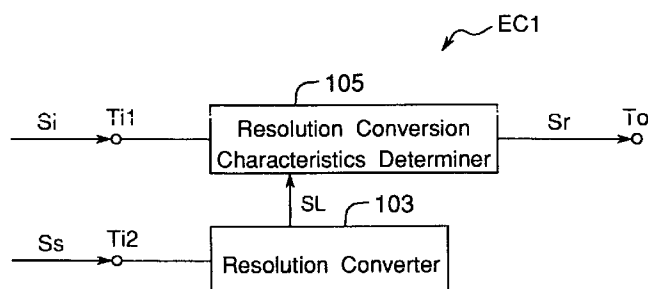 EC1
105
Si
Ti1
Resolution Conversion
Characteristics Determiner
Sr
To
SL
103
Ss
Ti2
Resolution Converter